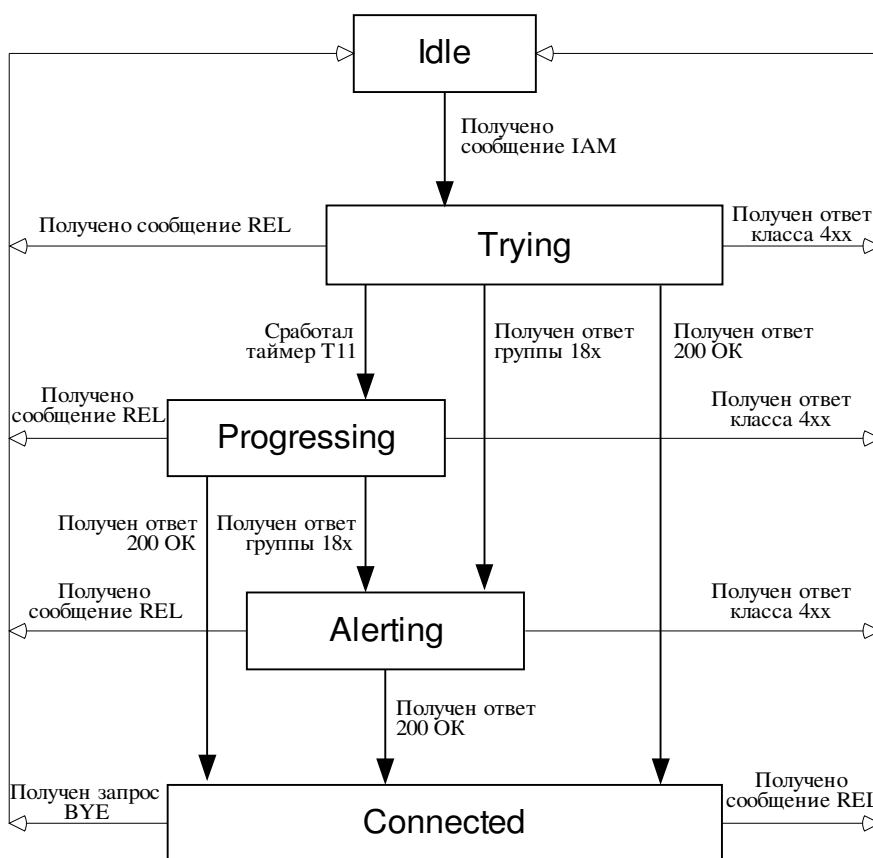 Idle
Получено
сообщение IAM
Получено сообщение REL
Trying
Получен ответ
класса 4xx
Сработал
таймер T11
Получен ответ
группы 18x
Получен ответ
200 OK
Получено
сообщение REL
Progressing
Получен ответ
класса 4xx
Получен ответ
200 OK
Получен ответ
группы 18x
Получено
сообщение REL
Alerting
Получен ответ
класса 4xx
Получен ответ
200 OK
Получен запрос
BYE
Connected
Получено
сообщение REL